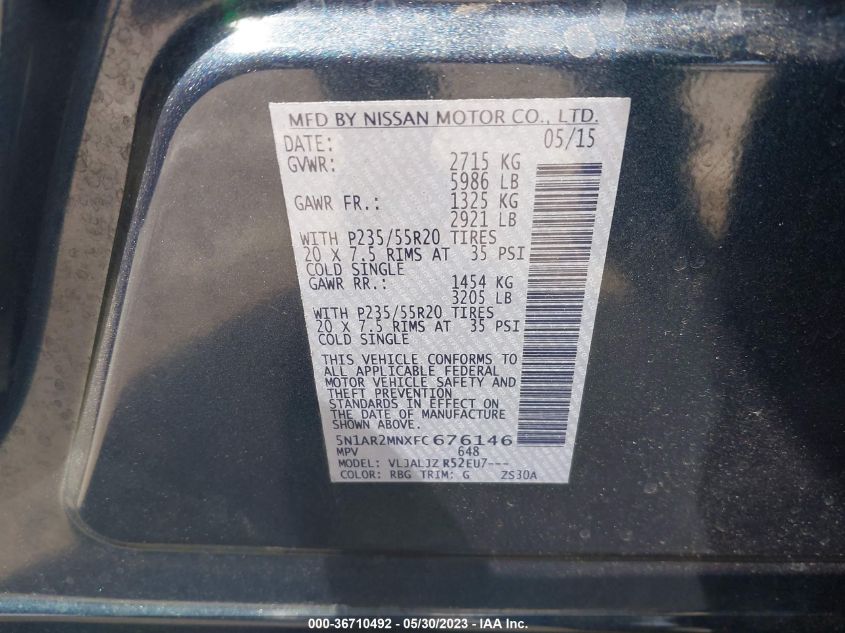 MFD BY NISSAN MOTOR CO., LTD.
DATE: 05/15
GVWR: 2715 KG
5986 LB
GAWR FR.: 1325 KG
2921 LB
WITH P235/55R20 TIRES
20 X 7.5 RIMS AT 35 PSI
COLD SINGLE
GAWR RR.: 1454 KG
3205 LB
WITH P235/55R20 TIRES
20 X 7.5 RIMS AT 35 PSI
COLD SINGLE
THIS VEHICLE CONFORMS TO
ALL APPLICABLE FEDERAL
MOTOR VEHICLE SAFETY AND
THEFT PREVENTION
STANDARDS IN EFFECT ON
THE DATE OF MANUFACTURE
SHOWN ABOVE.
5N1AR2MNXFC676146
MPV 648
MODEL: VLJALJZ R52EU7---
COLOR: RBG TRIM: G ZS30A
000-36710492 - 05/30/2023 - IAA Inc.